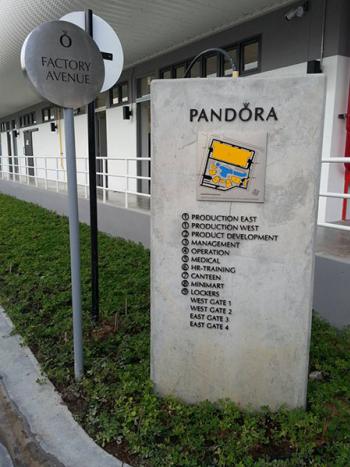 FACTORY
AVENUE
PANDORA
PRODUCTION EAST
PRODUCTION WEST
PRODUCT DEVELOPMENT
MANAGEMENT
OPERATION
MEDICAL
HR-TRAINING
CANTEEN
MINIMART
LOCKERS
WEST GATE 1
WEST GATE 2
EAST GATE 3
EAST GATE 4